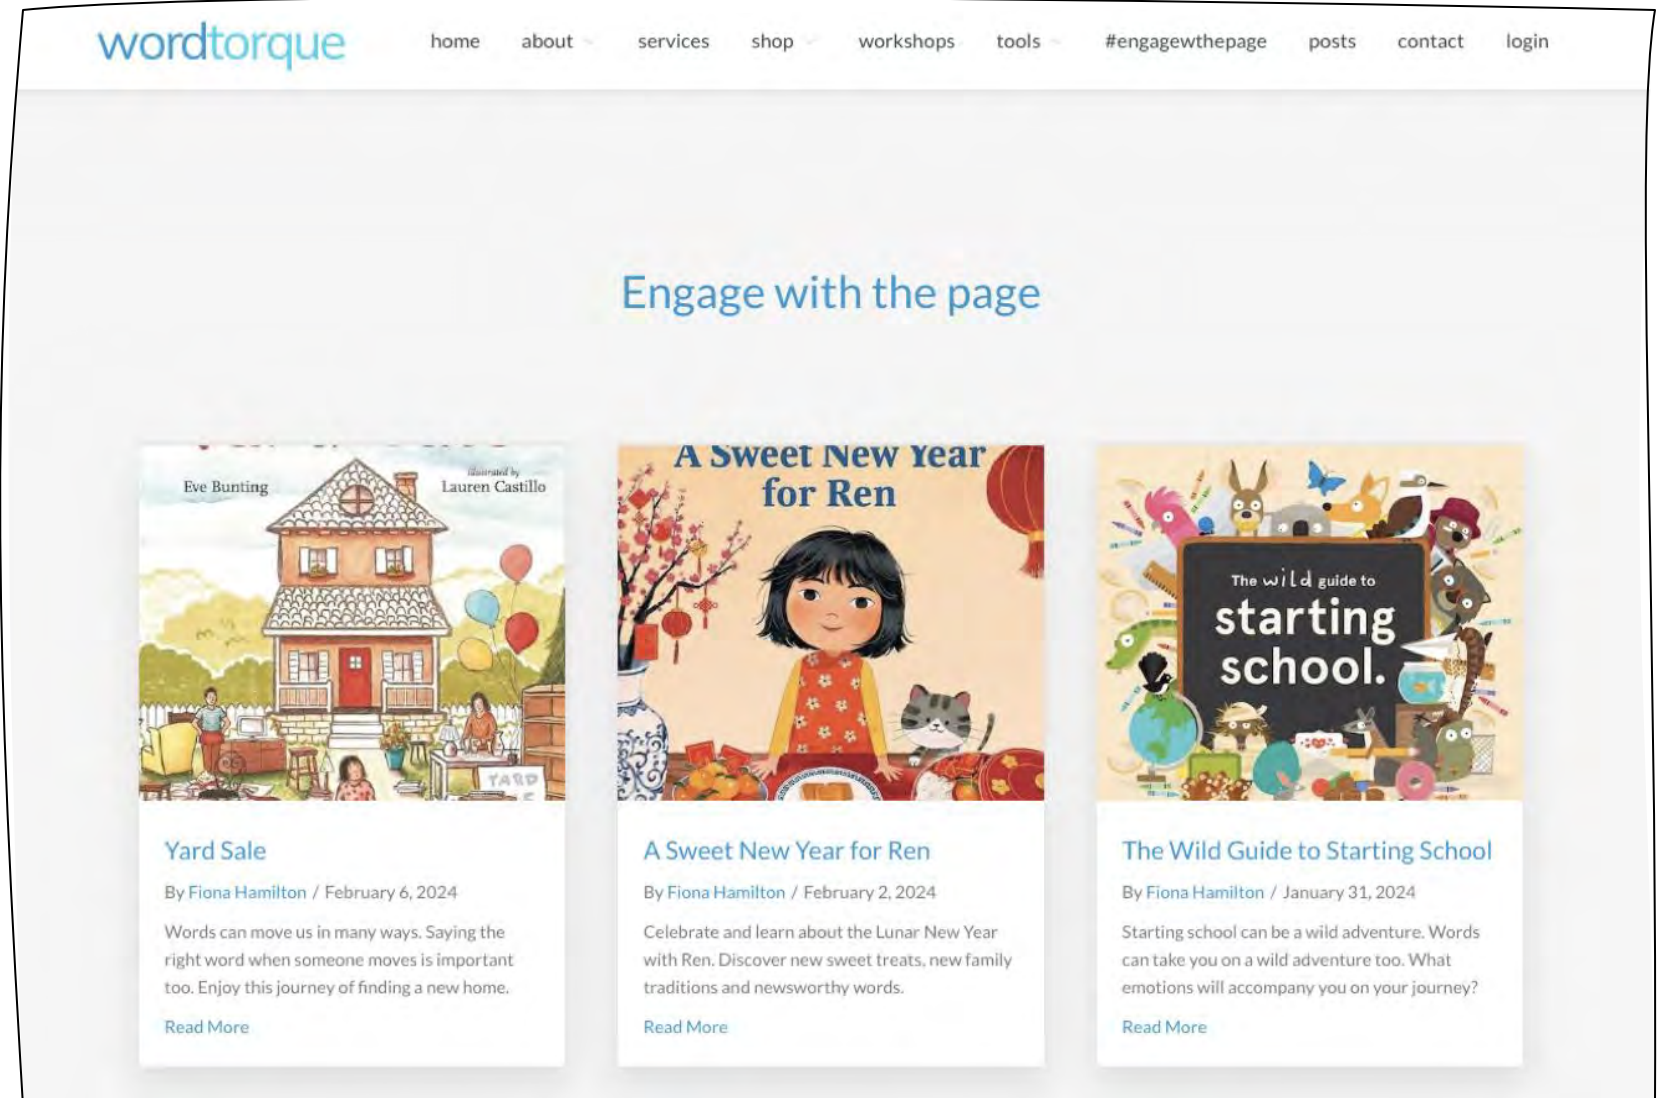 wordtorque
home about services shop workshops tools #engagewthepage posts contact login
Engage with the page
Eve Bunting
illustrated by
Lauren Castillo
YARD
A Sweet New Year
for Ren
The wild guide to
starting
school.
Yard Sale
By Fiona Hamilton / February 6, 2024
Words can move us in many ways. Saying the
right word when someone moves is important
too. Enjoy this journey of finding a new home.
Read More
A Sweet New Year for Ren
By Fiona Hamilton / February 2, 2024
Celebrate and learn about the Lunar New Year
with Ren. Discover new sweet treats, new family
traditions and newsworthy words.
Read More
The Wild Guide to Starting School
By Fiona Hamilton / January 31, 2024
Starting school can be a wild adventure. Words
can take you on a wild adventure too. What
emotions will accompany you on your journey?
Read More